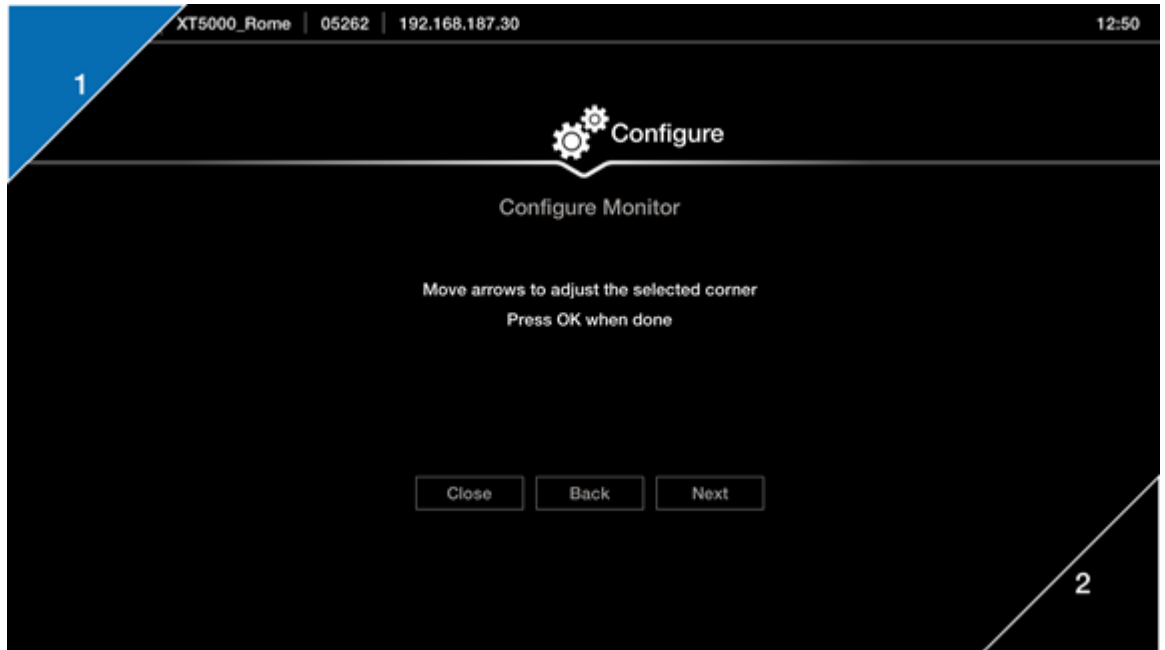 XT5000_Rome 05262 192.168.187.30 12:50
1
Configure
Configure Monitor
Move arrows to adjust the selected corner
Press OK when done
Close Back Next
2